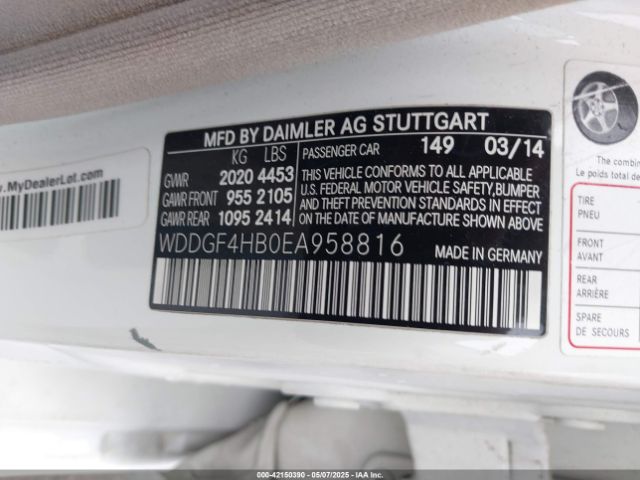 MFD BY DAIMLER AG STUTTGART
KG LBS PASSENGER CAR 149 03/14
GVWR 2020 4453
GAWR FRONT 955 2105
GAWR REAR 1095 2414
THIS VEHICLE CONFORMS TO ALL APPLICABLE
U.S. FEDERAL MOTOR VEHICLE SAFETY, BUMPER
AND THEFT PREVENTION STANDARDS IN EFFECT
ON THE DATE OF MANUFACTURE SHOWN ABOVE
WDDGF4HB0EA958816 MADE IN GERMANY
.MyDealerLot.com
The combine
Le poids total des
TIRE
PNEU
FRONT
AVANT
REAR
ARRIÈRE
SPARE
DE SECOURS
000-42150390 - 05/07/2025 - Copyright © IAA, LLC